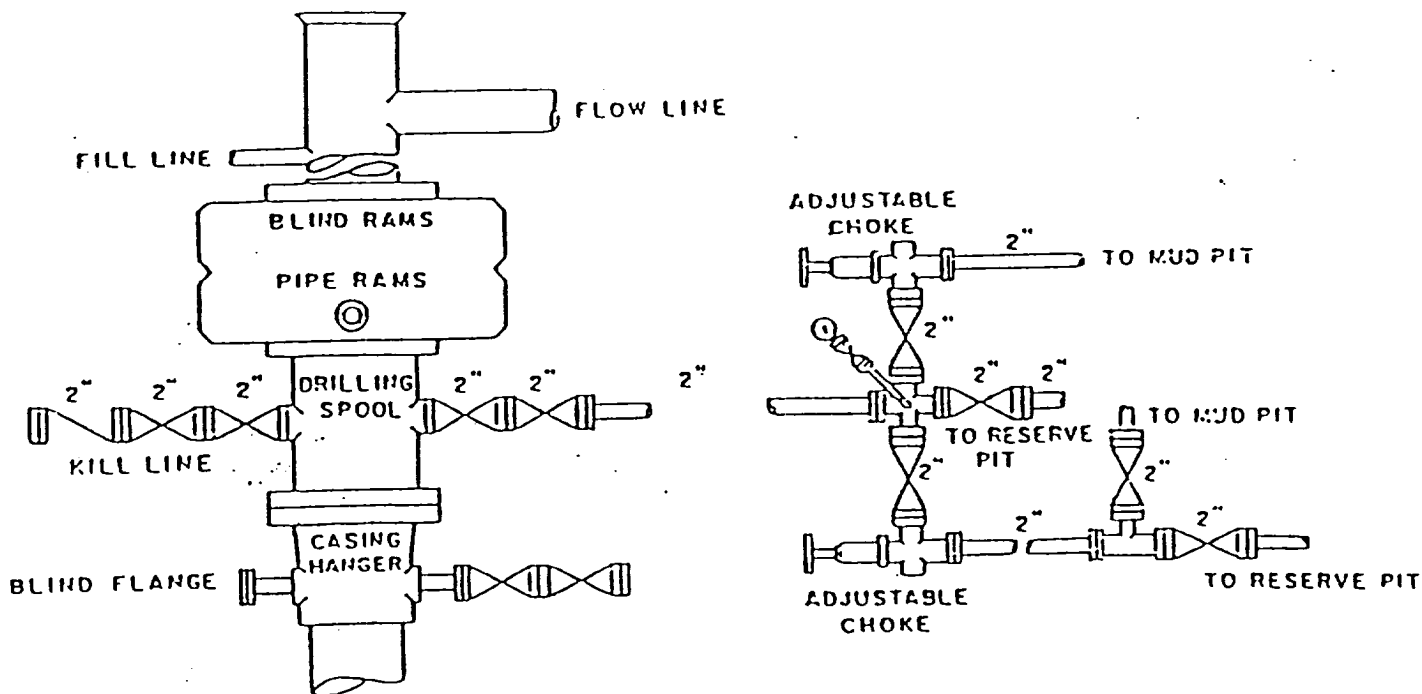 FLOW LINE
FILL LINE
BLIND RAMS
PIPE RAMS
2" 2" 2"
DRILLING
SPOOL
2" 2" 2"
KILL LINE
CASING
HANGER
BLIND FLANGE
ADJUSTABLE
CHOKE
2"
TO MUD PIT
2"
2" 2"
TO RESERVE
PIT
TO MUD PIT
2"
2"
2"
2"
TO RESERVE PIT
ADJUSTABLE
CHOKE